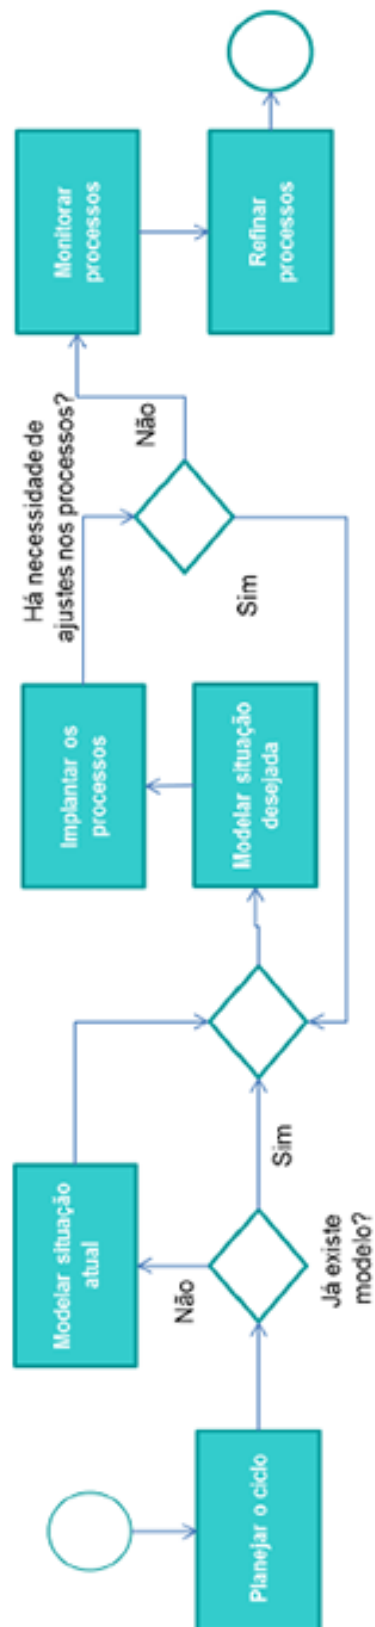 Planejar o ciclo
Já existe
modelo?
Não
Sim
Modelar situação
atual
Modelar situação
desejada
Implantar os
processos
Há necessidade de
ajustes nos processos?
Sim
Não
Monitorar
processos
Refinar
processos